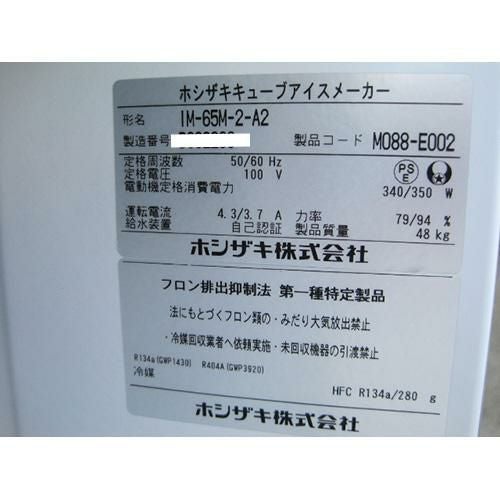 ホシザキキューブアイスメーカー
形名 IM-65M-2-A2
製造番号 製品コード M088-E002
定格周波数 50/60 Hz
定格電圧 100 V
PSE
電動機定格消費電力 340/350 W
運転電流 4.3/3.7 A 力率 79/94 %
給水装置 自己認証 製品質量 48 kg
ホシザキ株式会社
フロン排出抑制法 第一種特定製品
・法にもとづくフロン類の・みだり大気放出禁止
・冷媒回収業者へ依頼実施・未回収機器の引渡禁止
R134a(GWP1430) R404A(GWP3920)
冷媒 HFC R134a/280 g
ホシザキ株式会社